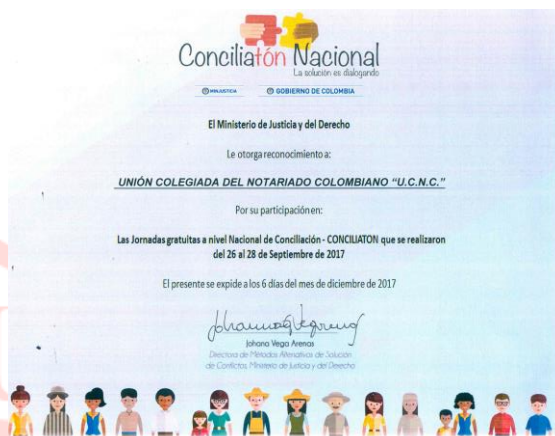 Conciliatón Nacional
La solución es dialogando
MINJUSTICIA GOBIERNO DE COLOMBIA
El Ministerio de Justicia y del Derecho
Le otorga reconocimiento a:
UNIÓN COLEGIADA DEL NOTARIADO COLOMBIANO “U.C.N.C.”
Por su participación en:
Las Jornadas gratuitas a nivel Nacional de Conciliación - CONCILIATON que se realizaron
del 26 al 28 de Septiembre de 2017
El presente se expide a los 6 días del mes de diciembre de 2017
Johana Vega Arenas
Directora de Métodos Alternativos de Solución
de Conflictos, Ministerio de Justicia y del Derecho